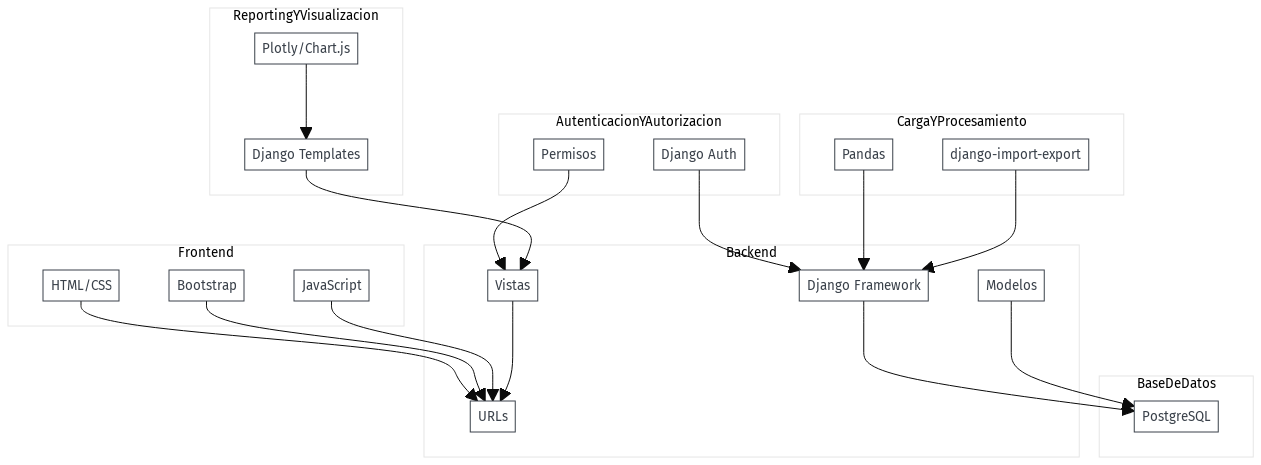 ReportingYVisualizacion
Plotly/Chart.js
Django Templates
AutenticacionYAutorizacion
Permisos
Django Auth
CargaYProcesamiento
Pandas
django-import-export
Frontend
HTML/CSS
Bootstrap
JavaScript
Backend
Vistas
Django Framework
Modelos
URLs
BaseDeDatos
PostgreSQL